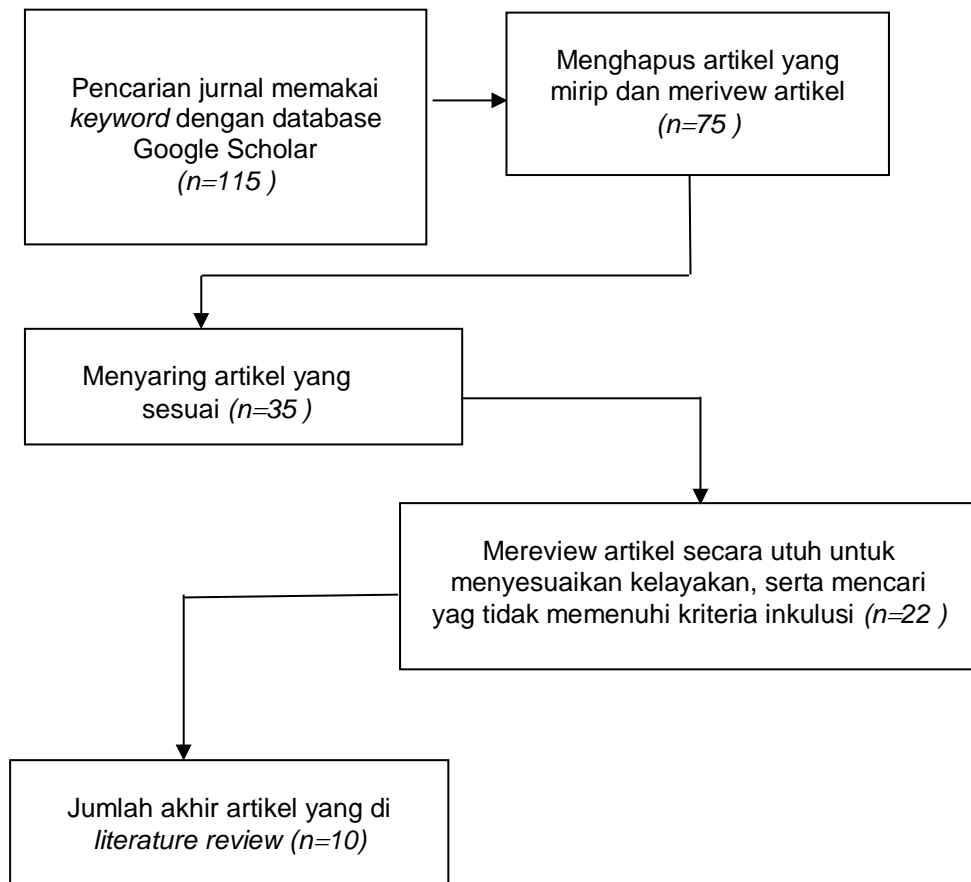 Pencarian jurnal memakai
keyword dengan database
Google Scholar
(n=115 )
Menghapus artikel yang
mirip dan merivew artikel
(n=75 )
Menyaring artikel yang
sesuai (n=35 )
Mereview artikel secara utuh untuk
menyesuaikan kelayakan, serta mencari
yag tidak memenuhi kriteria inkulusi (n=22 )
Jumlah akhir artikel yang di
literature review (n=10)